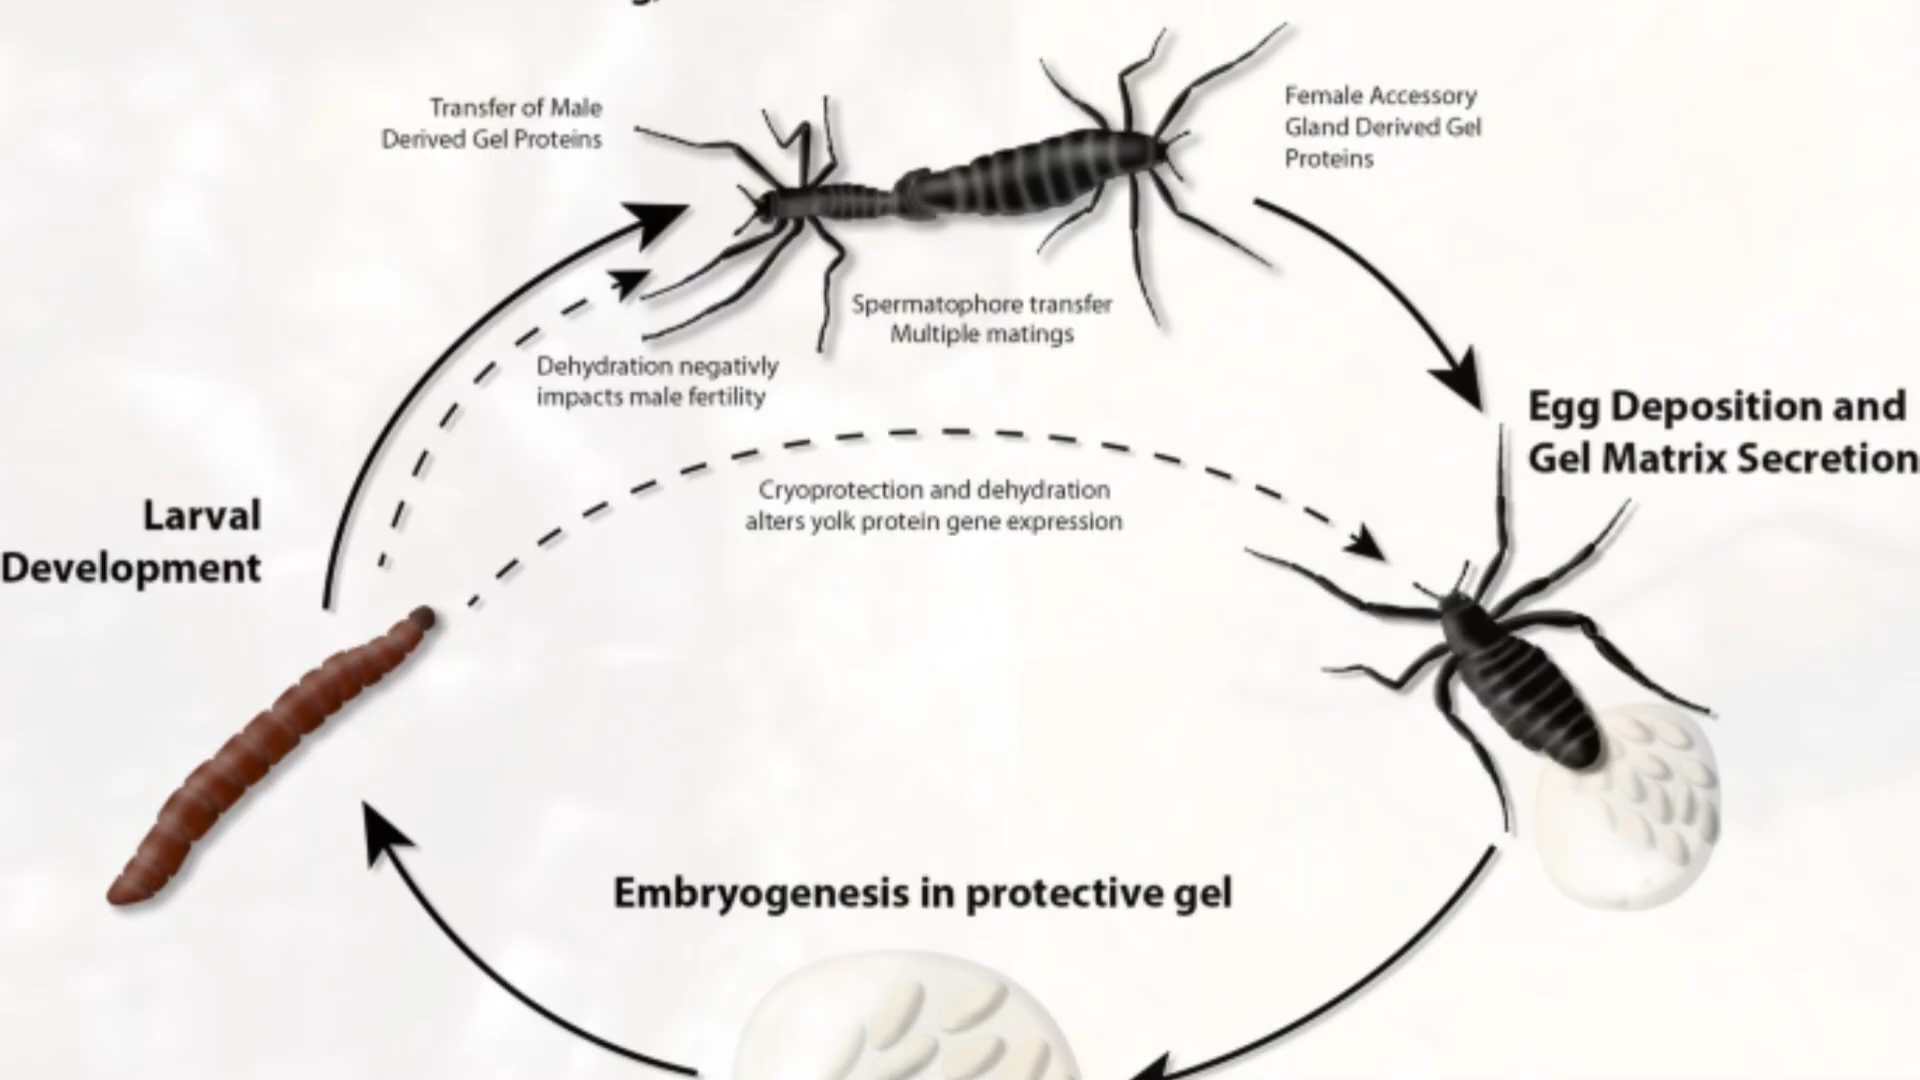 Transfer of Male
Derived Gel Proteins
Female Accessory
Gland Derived Gel
Proteins
Spermatophore transfer
Multiple matings
Dehydration negativly
impacts male fertility
Egg Deposition and
Gel Matrix Secretion
Cryoprotection and dehydration
alters yolk protein gene expression
Larval
Development
Embryogenesis in protective gel